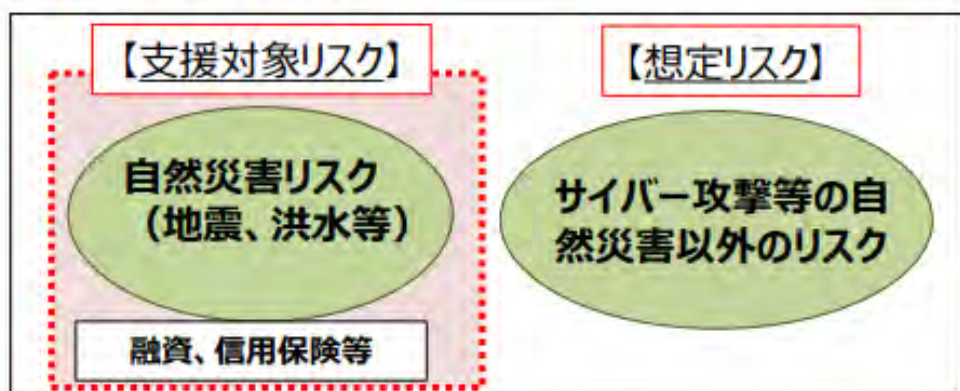 【支援対象リスク】
自然災害リスク
(地震、洪水等)
融資、信用保険等
【想定リスク】
サイバー攻撃等の自
然災害以外のリスク